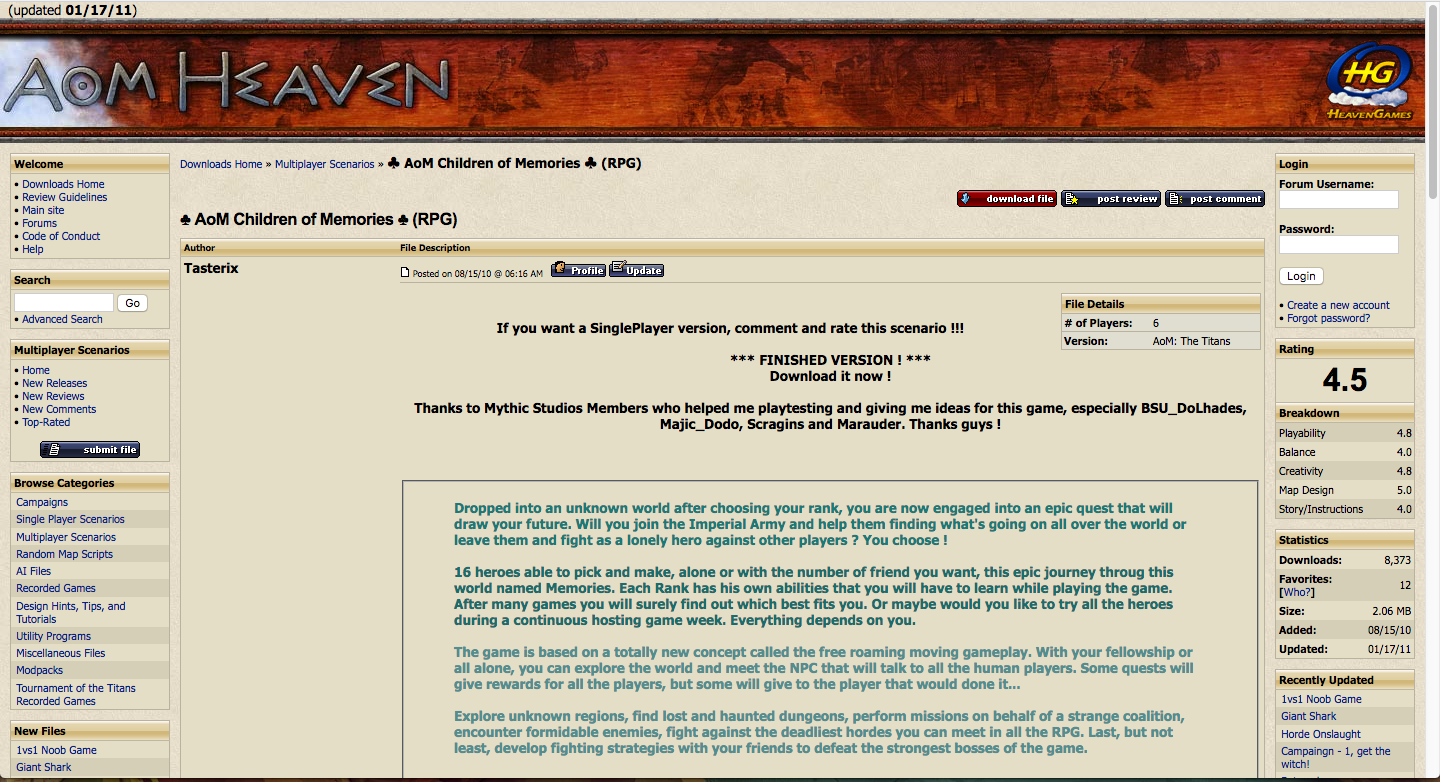 (updated 01/17/11)
AOM HEAVEN
HG
HEAVENGAMES
Welcome
• Downloads Home
• Review Guidelines
• Main site
• Forums
• Code of Conduct
• Help
Search
Go
• Advanced Search
Multiplayer Scenarios
• Home
• New Releases
• New Reviews
• New Comments
• Top-Rated
submit file
Browse Categories
Campaigns
Single Player Scenarios
Multiplayer Scenarios
Random Map Scripts
AI Files
Recorded Games
Design Hints, Tips, and
Tutorials
Utility Programs
Miscellaneous Files
Modpacks
Tournament of the Titans
Recorded Games
New Files
1vs1 Noob Game
Giant Shark
Downloads Home » Multiplayer Scenarios » ♣ AoM Children of Memories ♣ (RPG)
download file
post review
post comment
♣ AoM Children of Memories ♣ (RPG)
Author
File Description
Tasterix
Posted on 08/15/10 @ 06:16 AM
Profile
Update
File Details
# of Players: 6
Version: AoM: The Titans
If you want a SinglePlayer version, comment and rate this scenario !!!
*** FINISHED VERSION ! ***
Download it now !
Thanks to Mythic Studios Members who helped me playtesting and giving me ideas for this game, especially BSU_DoLhades,
Majic_Dodo, Scragins and Marauder. Thanks guys !
Dropped into an unknown world after choosing your rank, you are now engaged into an epic quest that will
draw your future. Will you join the Imperial Army and help them finding what's going on all over the world or
leave them and fight as a lonely hero against other players ? You choose !
16 heroes able to pick and make, alone or with the number of friend you want, this epic journey throug this
world named Memories. Each Rank has his own abilities that you will have to learn while playing the game.
After many games you will surely find out which best fits you. Or maybe would you like to try all the heroes
during a continuous hosting game week. Everything depends on you.
The game is based on a totally new concept called the free roaming moving gameplay. With your fellowship or
all alone, you can explore the world and meet the NPC that will talk to all the human players. Some quests will
give rewards for all the players, but some will give to the player that would done it...
Explore unknown regions, find lost and haunted dungeons, perform missions on behalf of a strange coalition,
encounter formidable enemies, fight against the deadliest hordes you can meet in all the RPG. Last, but not
least, develop fighting strategies with your friends to defeat the strongest bosses of the game.
Login
Forum Username:
Password:
Login
• Create a new account
• Forgot password?
Rating
4.5
Breakdown
Playability 4.8
Balance 4.0
Creativity 4.8
Map Design 5.0
Story/Instructions 4.0
Statistics
Downloads: 8,373
Favorites: 12
[Who?]
Size: 2.06 MB
Added: 08/15/10
Updated: 01/17/11
Recently Updated
1vs1 Noob Game
Giant Shark
Horde Onslaught
Campaingn - 1, get the
witch!